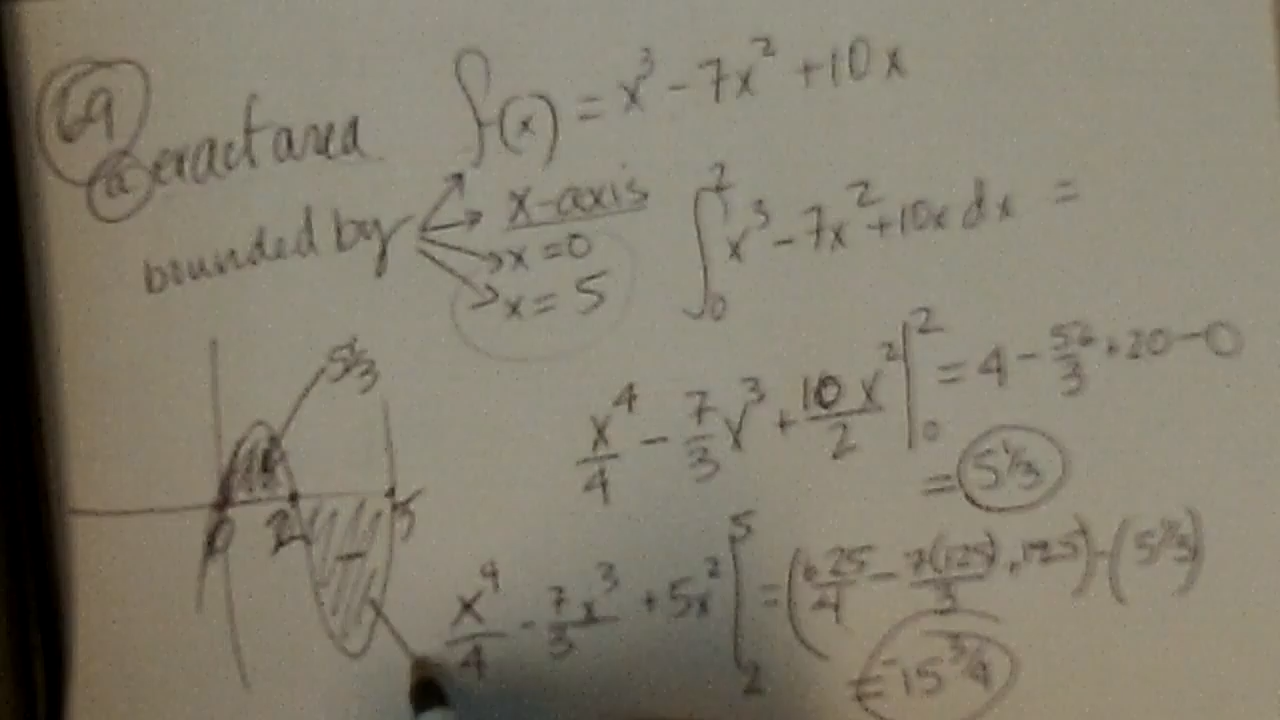 69
f(x) = x³ - 7x² + 10x
a exact area
bounded by x-axis
x = 0
x = 5
∫₀² x³ - 7x² + 10x dx =
x⁴/4 - 7/3 x³ + 10x²/2 |₀² = 4 - 56/3 + 20 - 0
= 5⅓
5⅓
0 2 5
-
x⁴/4 - 7/3 x³ + 5x² |₂⁵ = (625/4 - 7(125)/3 + 125) - (5⅓)
= -15¾